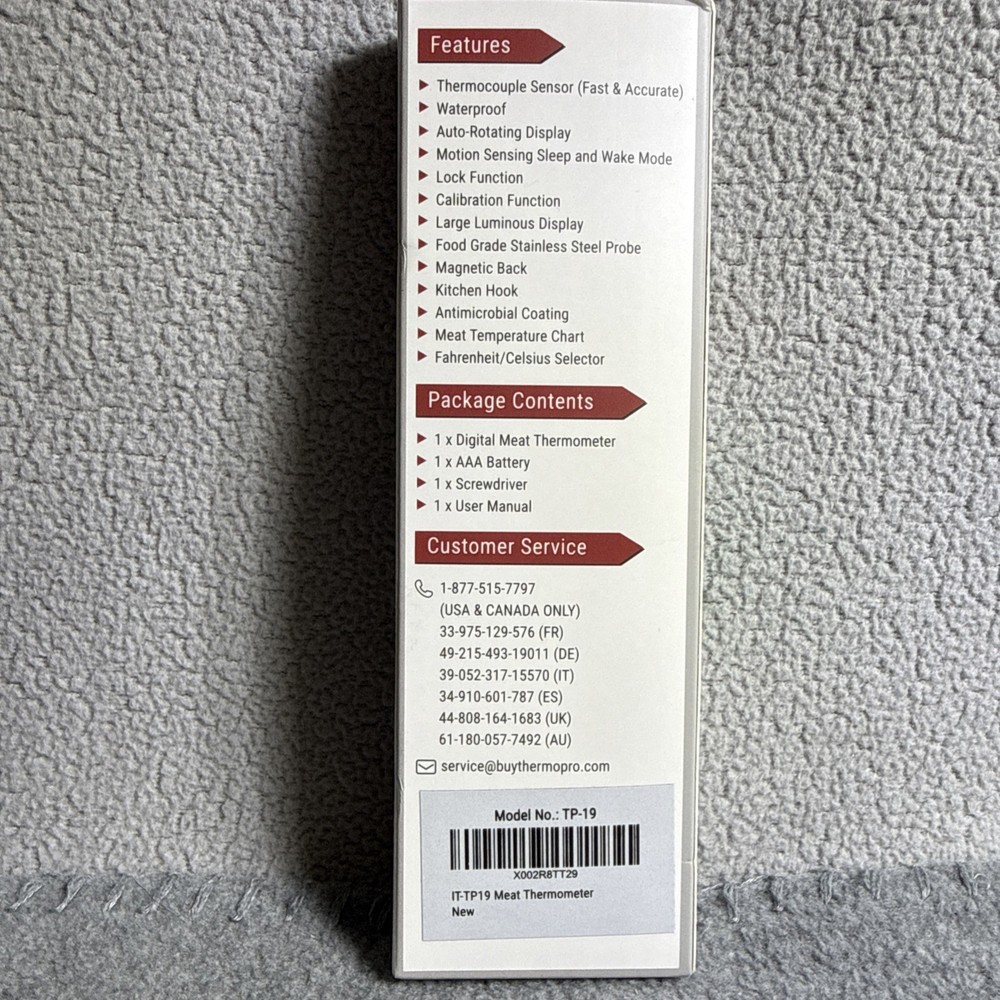 Features
Thermocouple Sensor (Fast & Accurate)
Waterproof
Auto-Rotating Display
Motion Sensing Sleep and Wake Mode
Lock Function
Calibration Function
Large Luminous Display
Food Grade Stainless Steel Probe
Magnetic Back
Kitchen Hook
Antimicrobial Coating
Meat Temperature Chart
Fahrenheit/Celsius Selector
Package Contents
1 x Digital Meat Thermometer
1 x AAA Battery
1 x Screwdriver
1 x User Manual
Customer Service
1-877-515-7797
(USA & CANADA ONLY)
33-975-129-576 (FR)
49-215-493-19011 (DE)
39-052-317-15570 (IT)
34-910-601-787 (ES)
44-808-164-1683 (UK)
61-180-057-7492 (AU)
service@buythermopro.com
Model No.: TP-19
X002R8TT29
IT-TP19 Meat Thermometer
New